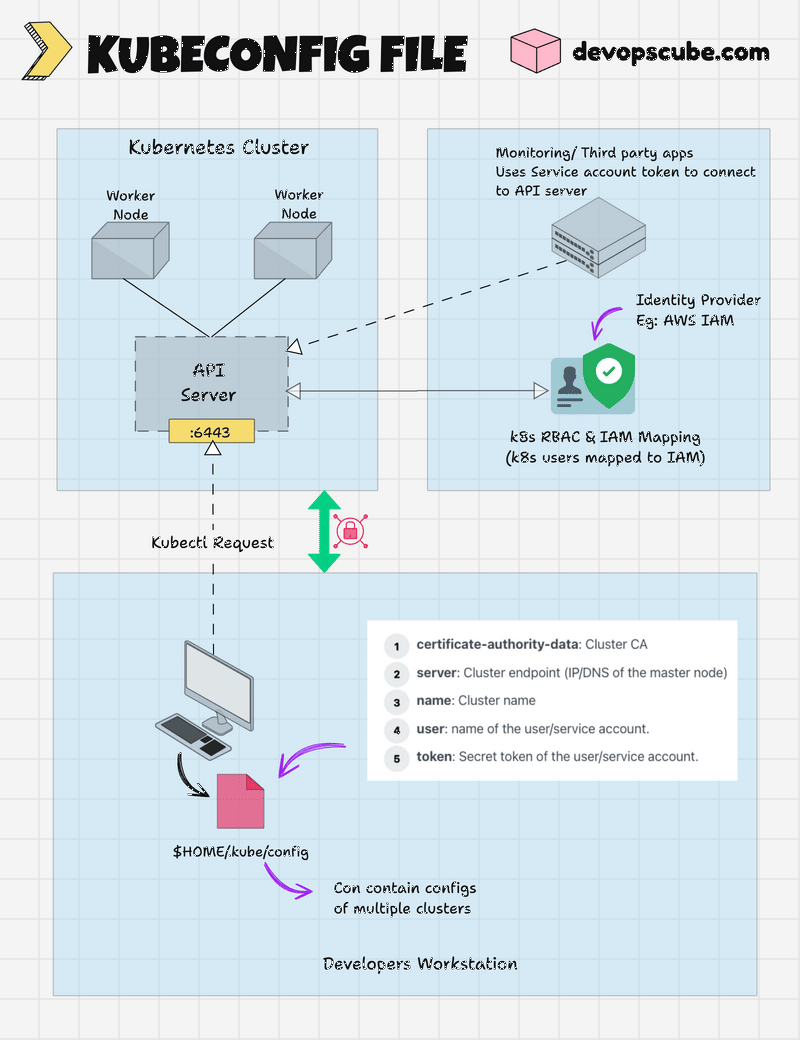 KUBECONFIG FILE
devopscube.com
Kubernetes Cluster
Worker
Node
Worker
Node
API
Server
:6443
Monitoring/ Third party apps
Uses Service account token to connect
to API server
Identity Provider
Eg: AWS IAM
k8s RBAC & IAM Mapping
(k8s users mapped to IAM)
Kubectl Request
1 certificate-authority-data: Cluster CA
2 server: Cluster endpoint (IP/DNS of the master node)
3 name: Cluster name
4 user: name of the user/service account.
5 token: Secret token of the user/service account.
$HOME/.kube/config
Con contain configs
of multiple clusters
Developers Workstation